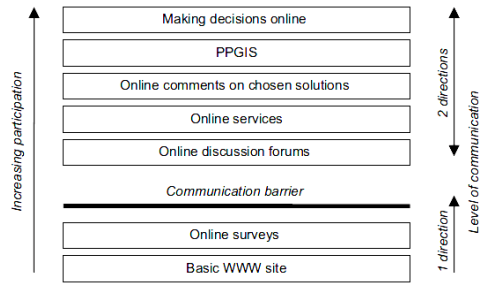 Making decisions online
PPGIS
Online comments on chosen solutions
Online services
Online discussion forums
Communication barrier
Online surveys
Basic WWW site
Increasing participation
2 directions
1 direction
Level of communication